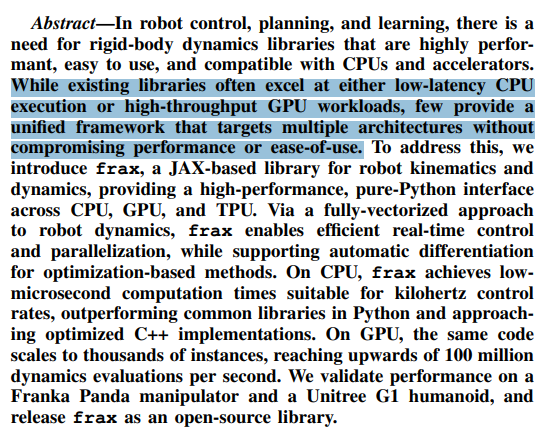 Abstract—In robot control, planning, and learning, there is a
need for rigid-body dynamics libraries that are highly perfor-
mant, easy to use, and compatible with CPUs and accelerators.
While existing libraries often excel at either low-latency CPU
execution or high-throughput GPU workloads, few provide a
unified framework that targets multiple architectures without
compromising performance or ease-of-use. To address this, we
introduce frax, a JAX-based library for robot kinematics and
dynamics, providing a high-performance, pure-Python interface
across CPU, GPU, and TPU. Via a fully-vectorized approach
to robot dynamics, frax enables efficient real-time control
and parallelization, while supporting automatic differentiation
for optimization-based methods. On CPU, frax achieves low-
microsecond computation times suitable for kilohertz control
rates, outperforming common libraries in Python and approach-
ing optimized C++ implementations. On GPU, the same code
scales to thousands of instances, reaching upwards of 100 million
dynamics evaluations per second. We validate performance on a
Franka Panda manipulator and a Unitree G1 humanoid, and
release frax as an open-source library.